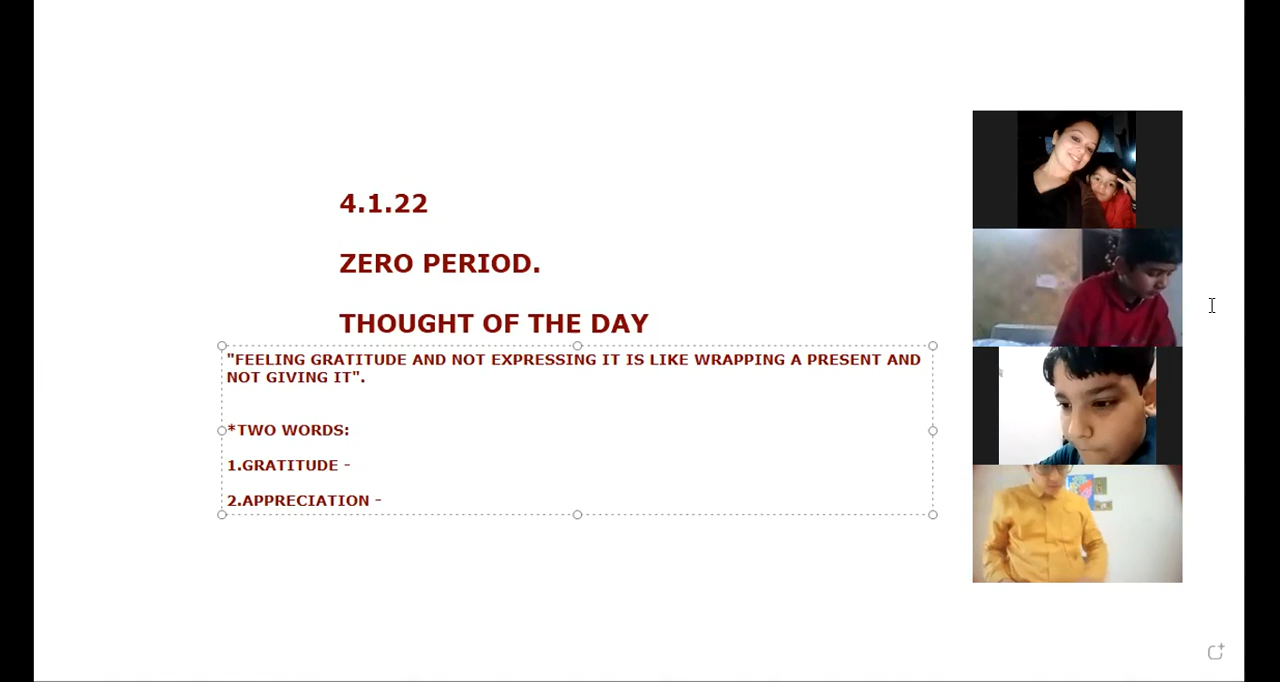 4.1.22
ZERO PERIOD.
THOUGHT OF THE DAY
"FEELING GRATITUDE AND NOT EXPRESSING IT IS LIKE WRAPPING A PRESENT AND
NOT GIVING IT".
*TWO WORDS:
1.GRATITUDE -
2.APPRECIATION -